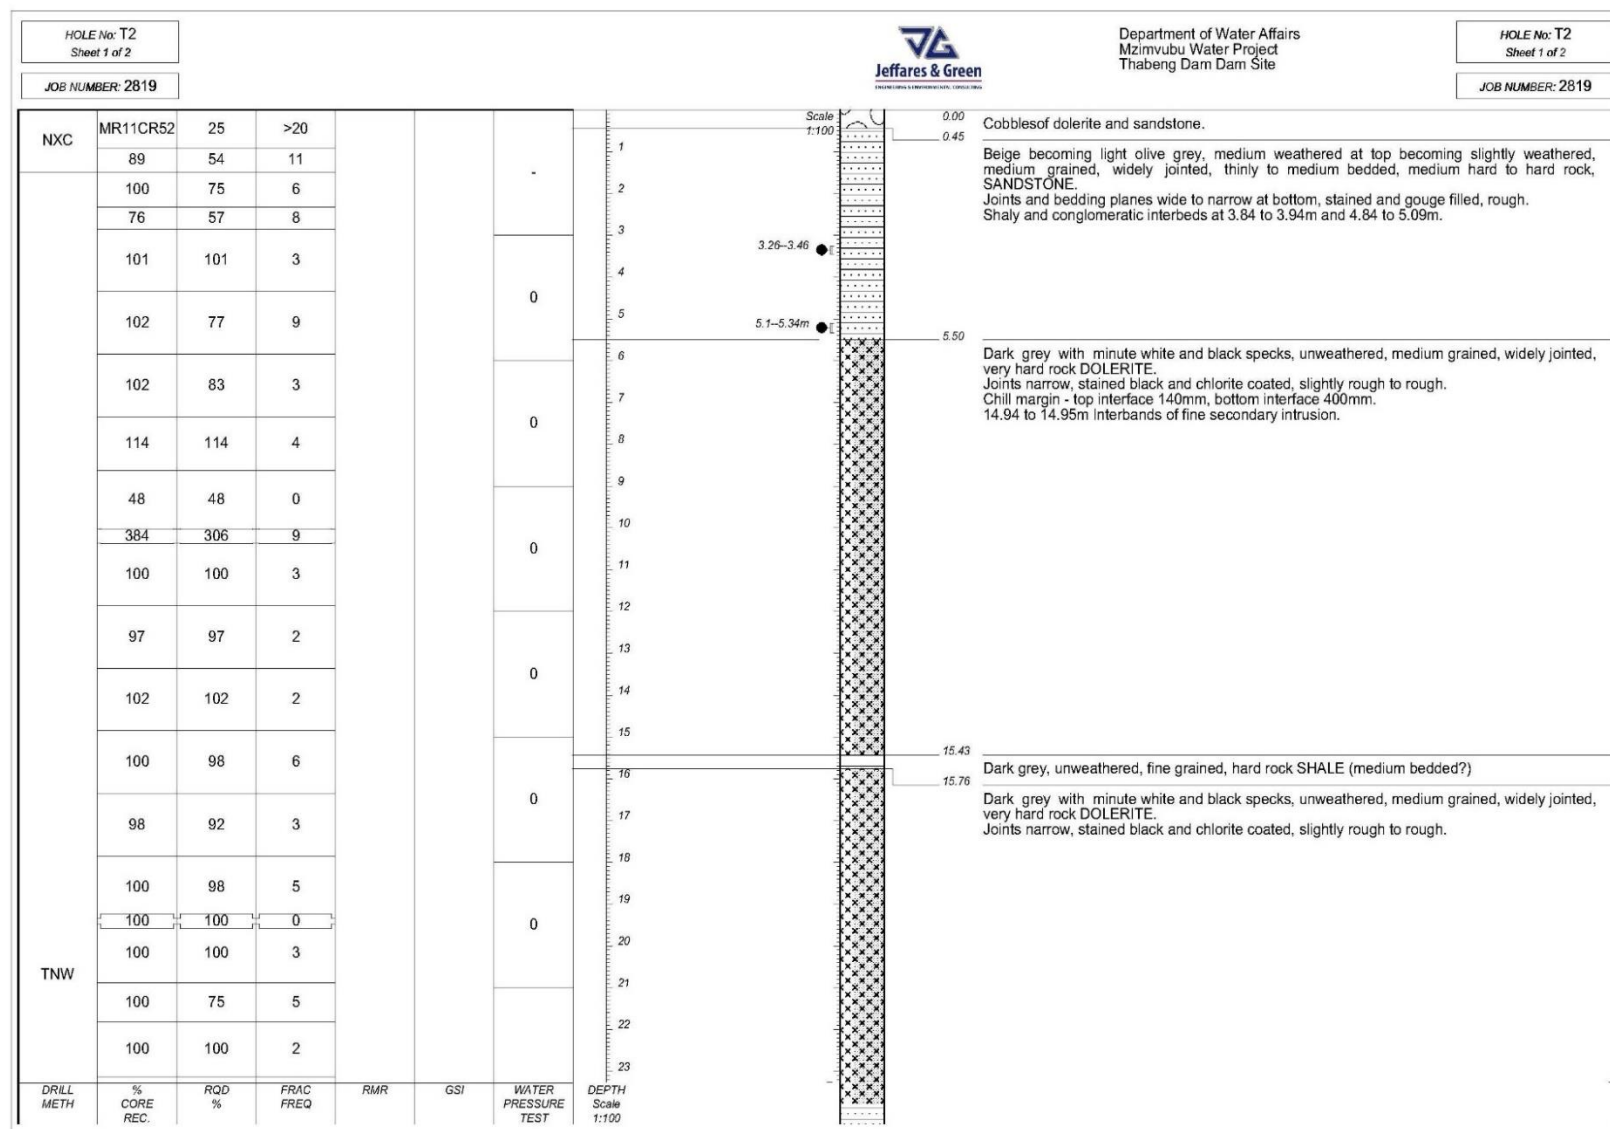 HOLE No: T2
Sheet 1 of 2
JOB NUMBER: 2819
Jeffares & Green
ENGINEERING & ENVIRONMENTAL CONSULTING
Department of Water Affairs
Mzimvubu Water Project
Thabeng Dam Dam Site
HOLE No: T2
Sheet 1 of 2
JOB NUMBER: 2819
NXC
MR11CR52 25 >20
89 54 11
100 75 6
76 57 8
101 101 3
102 77 9
102 83 3
114 114 4
48 48 0
384 306 9
100 100 3
97 97 2
102 102 2
100 98 6
98 92 3
100 98 5
100 100 0
100 100 3
TNW
100 75 5
100 100 2
-
0
0
0
0
0
0
Scale
1:100
1
2
3
4
5
6
7
8
9
10
11
12
13
14
15
16
17
18
19
20
21
22
23
3.26--3.46
5.1--5.34m
0.00
0.45
Cobblesof dolerite and sandstone.
Beige becoming light olive grey, medium weathered at top becoming slightly weathered,
medium grained, widely jointed, thinly to medium bedded, medium hard to hard rock,
SANDSTONE.
Joints and bedding planes wide to narrow at bottom, stained and gouge filled, rough.
Shaly and conglomeratic interbeds at 3.84 to 3.94m and 4.84 to 5.09m.
5.50
Dark grey with minute white and black specks, unweathered, medium grained, widely jointed,
very hard rock DOLERITE.
Joints narrow, stained black and chlorite coated, slightly rough to rough.
Chill margin - top interface 140mm, bottom interface 400mm.
14.94 to 14.95m Interbands of fine secondary intrusion.
15.43
Dark grey, unweathered, fine grained, hard rock SHALE (medium bedded?)
15.76
Dark grey with minute white and black specks, unweathered, medium grained, widely jointed,
very hard rock DOLERITE.
Joints narrow, stained black and chlorite coated, slightly rough to rough.
DRILL
METH
%
CORE
REC.
RQD
%
FRAC
FREQ
RMR
GSI
WATER
PRESSURE
TEST
DEPTH
Scale
1:100